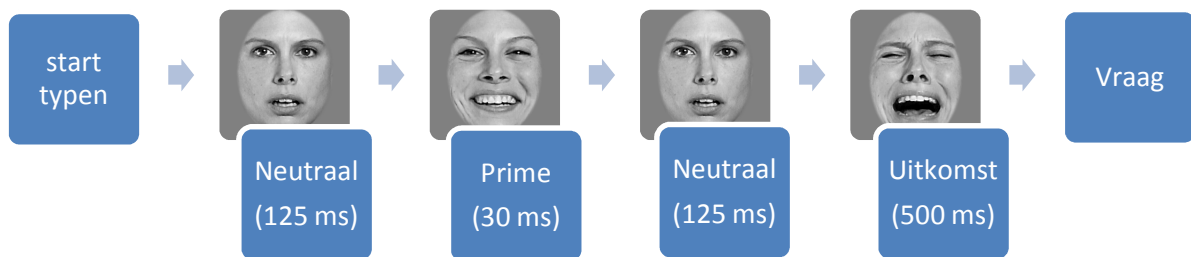 start
typen
Neutraal
(125 ms)
Prime
(30 ms)
Neutraal
(125 ms)
Uitkomst
(500 ms)
Vraag